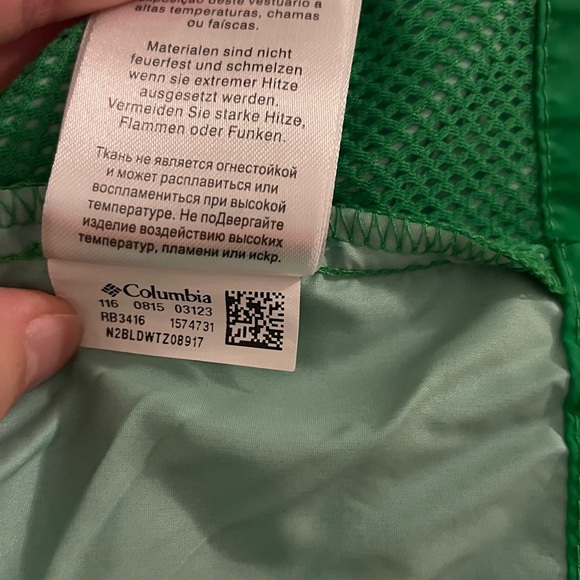 exposição deste vestuário a
altas temperaturas, chamas
ou faíscas.
Materialen sind nicht
feuerfest und schmelzen
wenn sie extremer Hitze
ausgesetzt werden.
Vermeiden Sie starke Hitze,
Flammen oder Funken.
Ткань не является огнестойкой
и может расплавиться или
воспламениться при высокой
температуре. Не поДвергайте
изделие воздействию высоких
температур, пламени или искр.
Columbia
116 0815 03123
RB3416 1574731
N2BLDWTZ08917